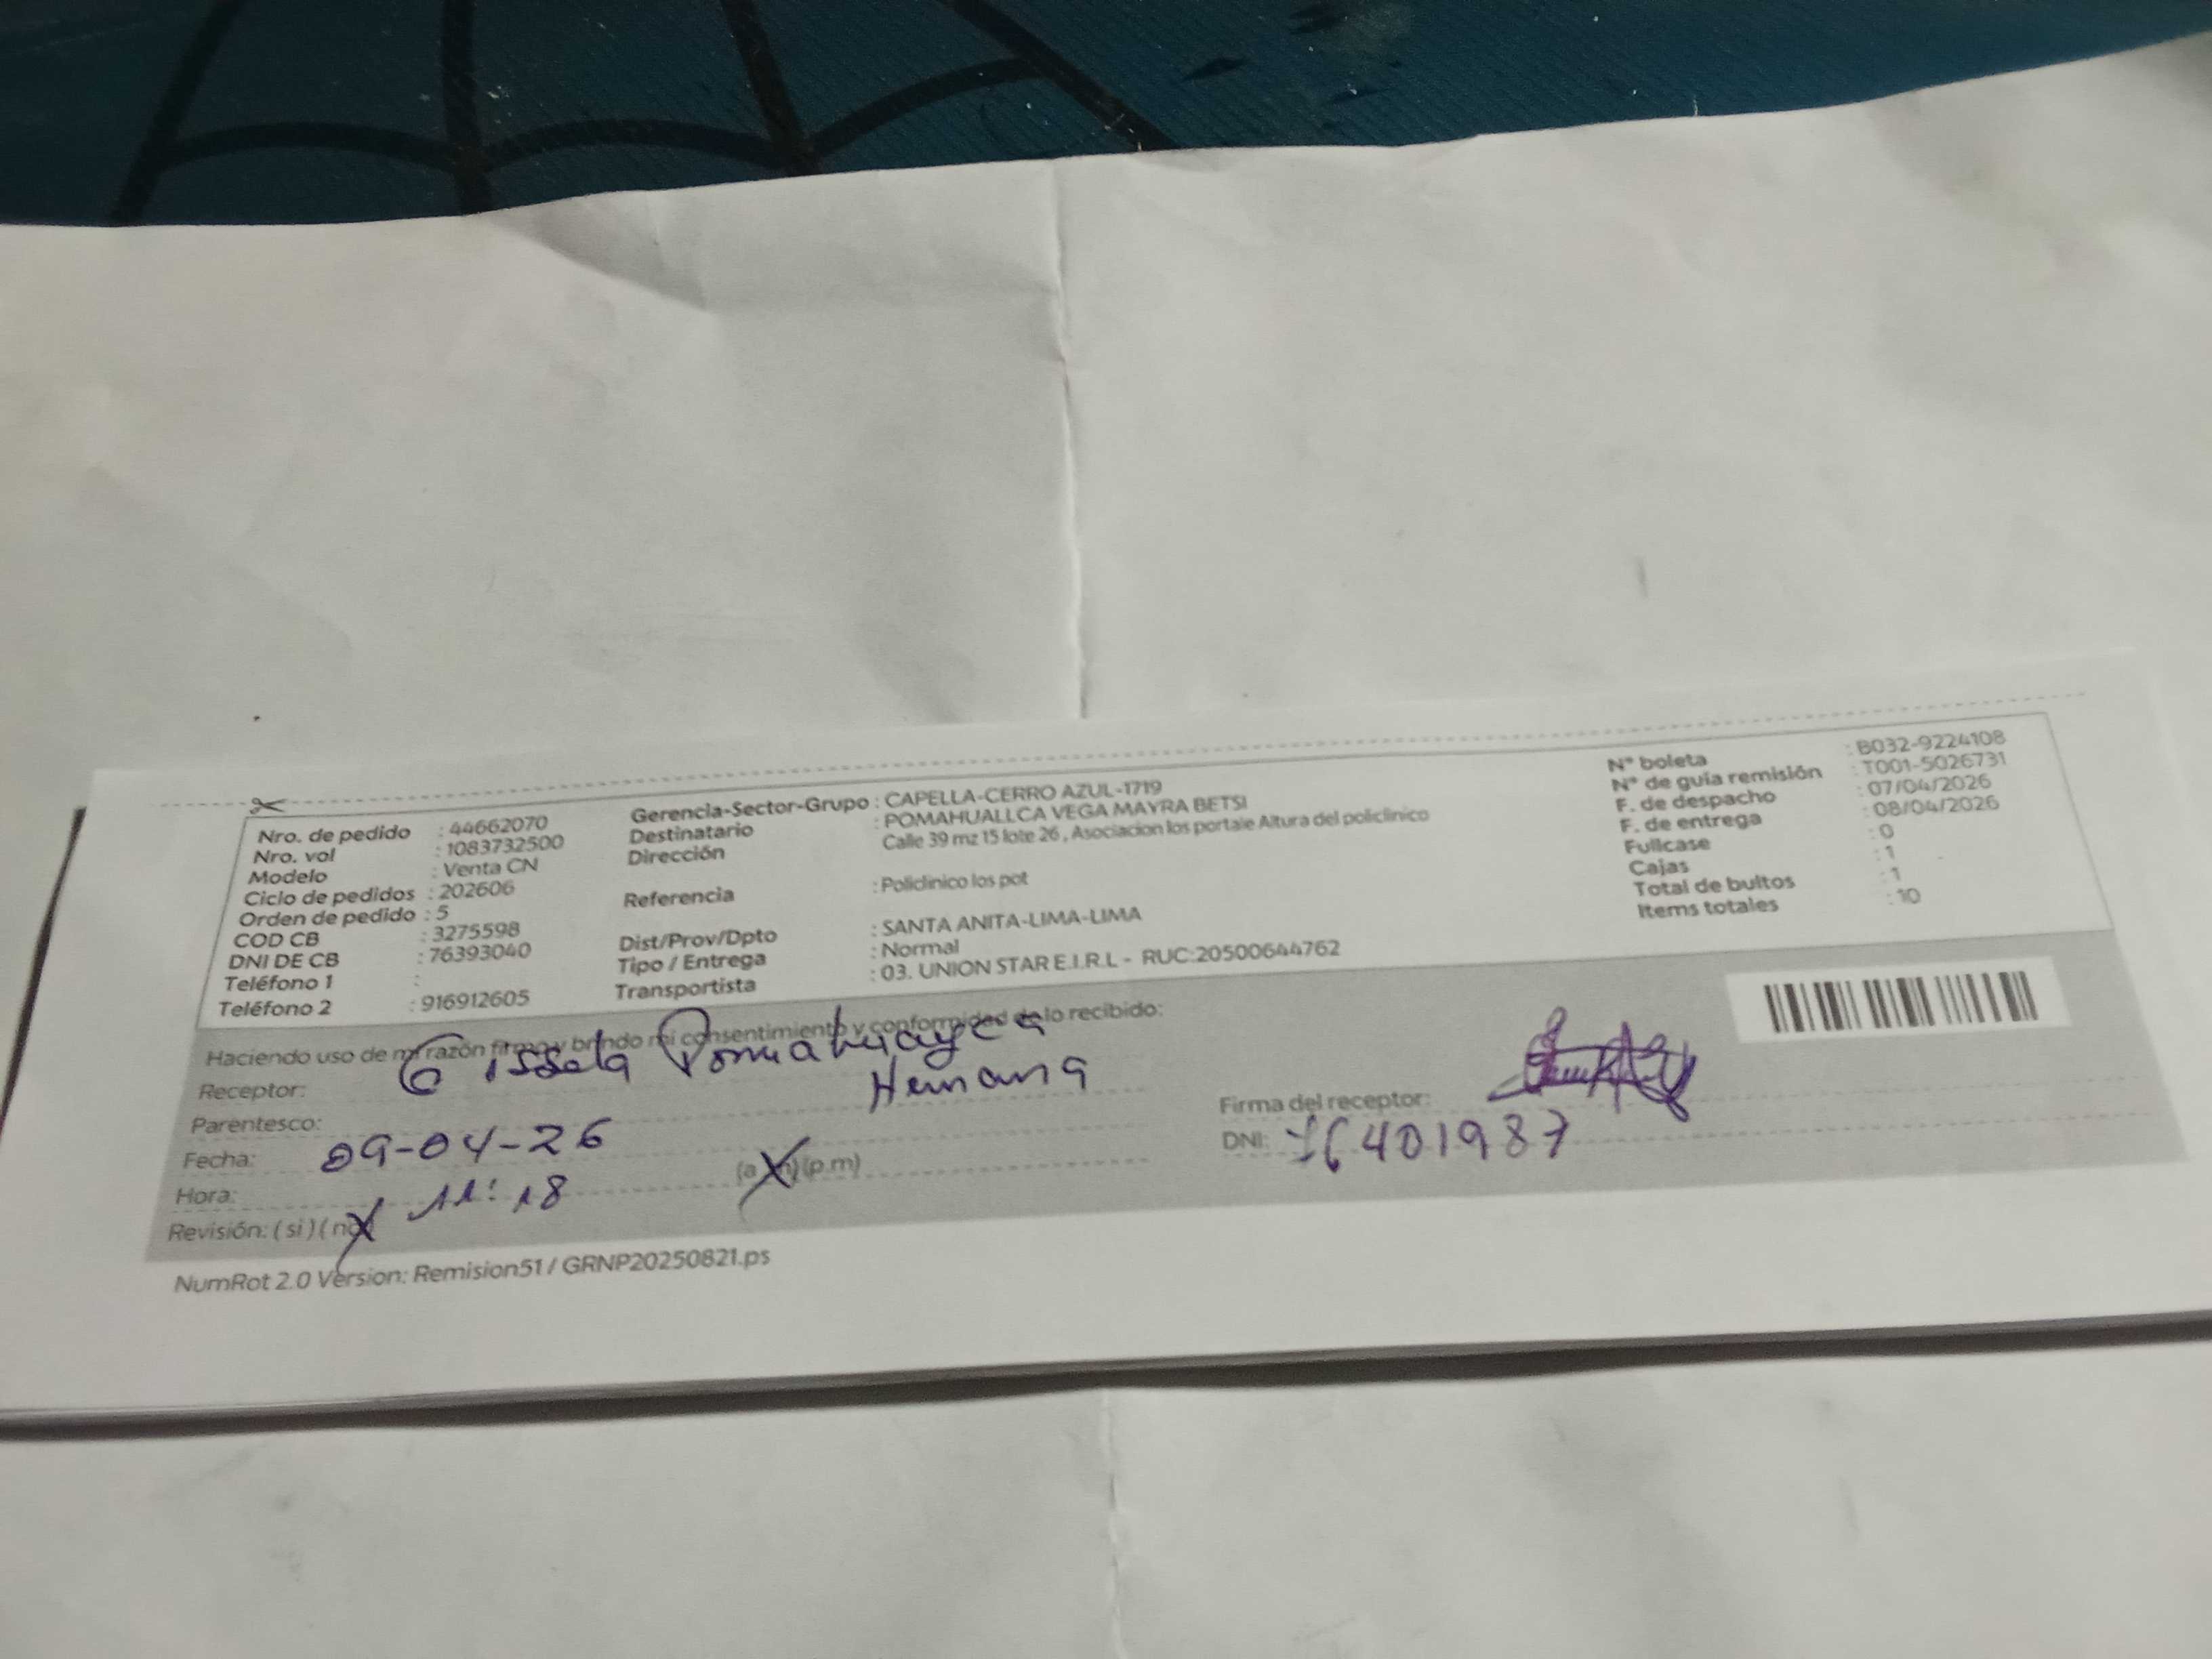 Nro. de pedido : 44662070
Nro. vol : 1083732500
Modelo : Venta CN
Ciclo de pedidos : 202606
Orden de pedido : 5
COD CB : 3275598
DNI DE CB : 76393040
Teléfono 1 :
Teléfono 2 : 916912605
Gerencia-Sector-Grupo : CAPELLA-CERRO AZUL-1719
Destinatario : POMAHUALLCA VEGA MAYRA BETSI
Dirección Calle 39 mz 15 lote 26 , Asociacion los portale Altura del policlinico
Referencia : Policlinico los pot
Dist/Prov/Dpto : SANTA ANITA-LIMA-LIMA
Tipo / Entrega : Normal
Transportista : 03. UNION STAR E.I.R.L - RUC:20500644762
N° boleta : B032-9224108
N° de guía remisión : T001-5026731
F. de despacho : 07/04/2026
F. de entrega : 08/04/2026
Fullcase : 0
Cajas : 1
Total de bultos : 1
Items totales : 10
Haciendo uso de mi razón firmo y brindo mi consentimiento y conformidad de lo recibido:
Receptor: Gissela
Parentesco: Hermana
Fecha: 09-04-26
Hora: 11:18 (a m) (p.m)
Revisión: ( si ) ( no )
Firma del receptor:
DNI: 76401987
NumRot 2.0 Version: Remision51 / GRNP20250821.ps